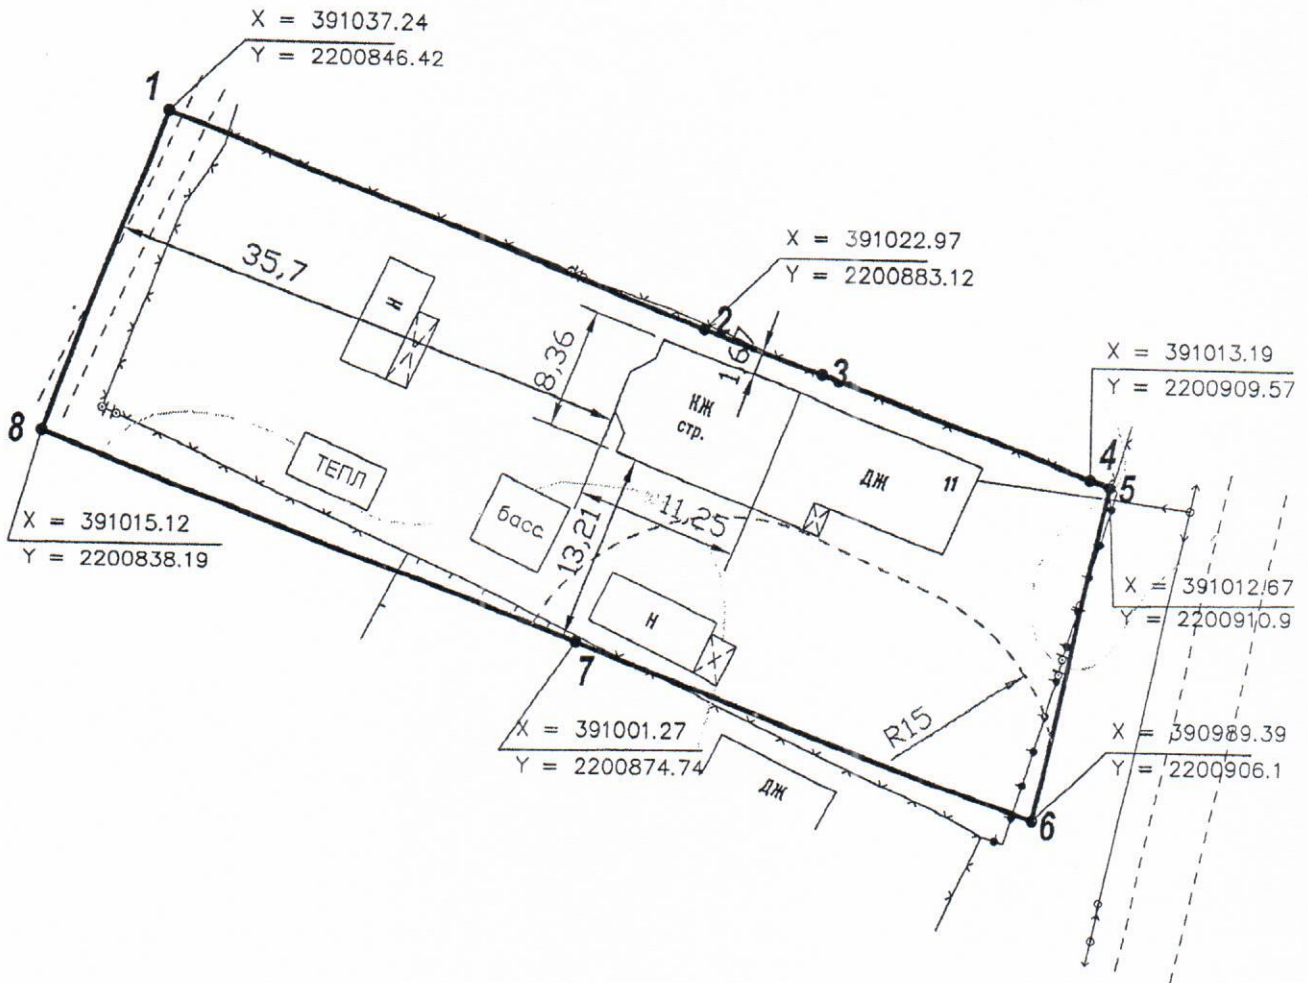 X = 391037.24
Y = 2200846.42
1
X = 391022.97
Y = 2200883.12
35,7
Н
2
8,36
1,67
3
X = 391013.19
Y = 2200909.57
КЖ
стр.
8
4
5
ДЖ
11
ТЕПЛ
X = 391015.12
Y = 2200838.19
басс.
11,25
13,21
X = 391012.67
Y = 2200910.9
Н
7
R15
X = 391001.27
Y = 2200874.74
X = 390989.39
Y = 2200906.1
ДЖ
6